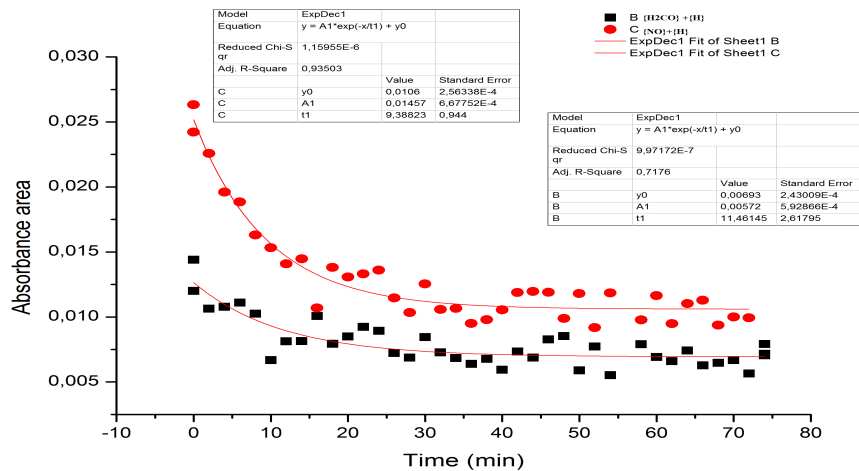 Model ExpDec1
Equation y = A1*exp(-x/t1) + y0
Reduced Chi-S
qr 1,15955E-6
Adj. R-Square 0,93503
Value Standard Error
C y0 0,0106 2,56338E-4
C A1 0,01457 6,67752E-4
C t1 9,38823 0,944
B {H2CO} +{H}
C {NO}+{H}
ExpDec1 Fit of Sheet1 B
ExpDec1 Fit of Sheet1 C
Model ExpDec1
Equation y = A1*exp(-x/t1) + y0
Reduced Chi-S
qr 9,97172E-7
Adj. R-Square 0,7176
Value Standard Error
B y0 0,00693 2,43009E-4
B A1 0,00572 5,92866E-4
B t1 11,46145 2,61795
0,030
0,025
0,020
0,015
0,010
0,005
Absorbance area
-10 0 10 20 30 40 50 60 70 80
Time (min)